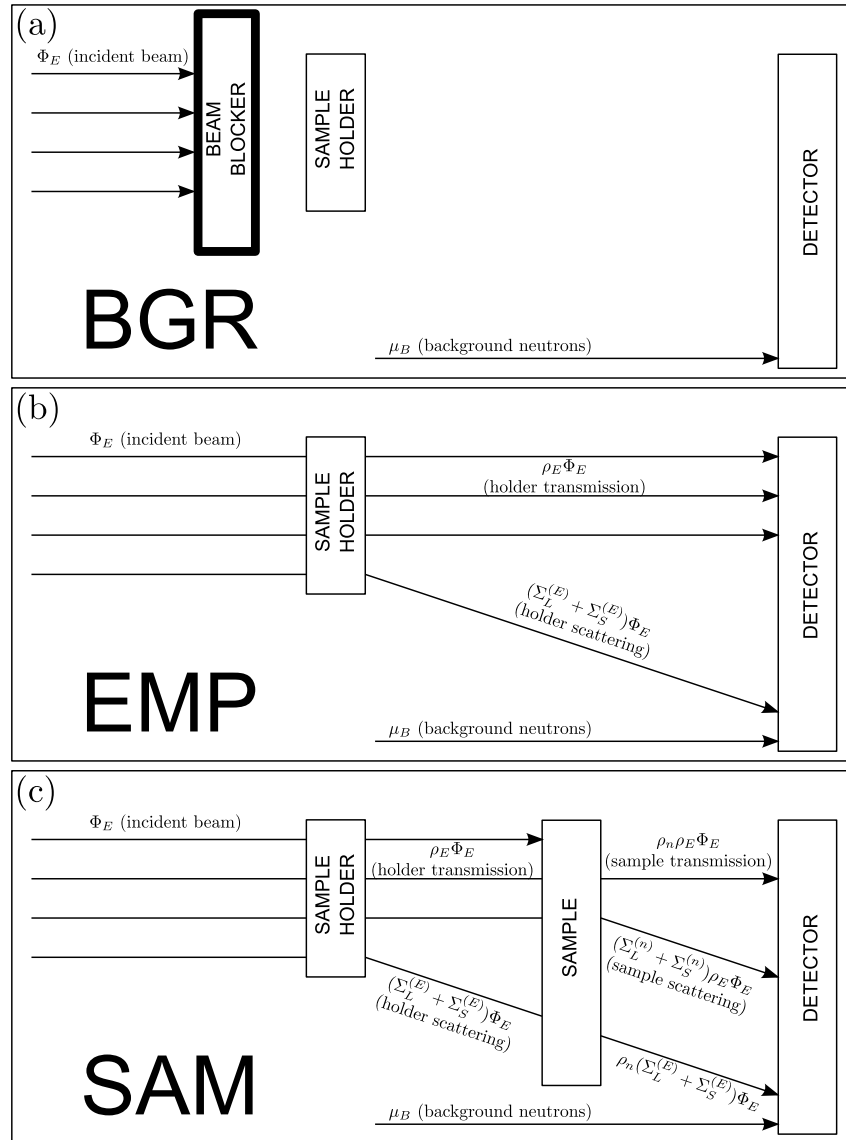 (a)
Φ_E (incident beam)
BEAM
BLOCKER
SAMPLE
HOLDER
DETECTOR
BGR
μ_B (background neutrons)
(b)
Φ_E (incident beam)
SAMPLE
HOLDER
ρ_EΦ_E
(holder transmission)
(Σ_L^(E) + Σ_S^(E))Φ_E
(holder scattering)
DETECTOR
EMP
μ_B (background neutrons)
(c)
Φ_E (incident beam)
SAMPLE
HOLDER
ρ_EΦ_E
(holder transmission)
(Σ_L^(E) + Σ_S^(E))Φ_E
(holder scattering)
SAMPLE
ρ_nρ_EΦ_E
(sample transmission)
(Σ_L^(n) + Σ_S^(n))ρ_EΦ_E
(sample scattering)
ρ_n(Σ_L^(E) + Σ_S^(E))Φ_E
DETECTOR
SAM
μ_B (background neutrons)